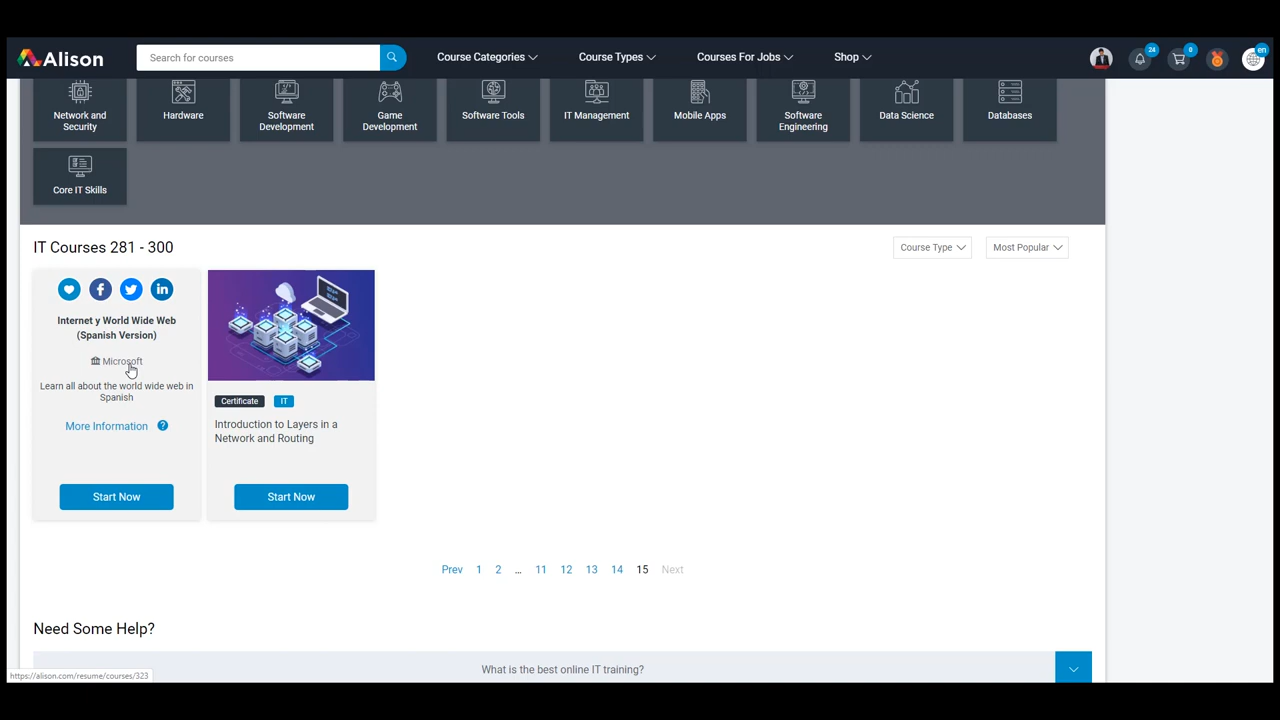 Alison
Search for courses
Course Categories
Course Types
Courses For Jobs
Shop
24
0
en
Network and
Security
Hardware
Software
Development
Game
Development
Software Tools
IT Management
Mobile Apps
Software
Engineering
Data Science
Databases
Core IT Skills
IT Courses 281 - 300
Course Type
Most Popular
Internet y World Wide Web
(Spanish Version)
Microsoft
Learn all about the world wide web in
Spanish
More Information ?
Start Now
Certificate IT
Introduction to Layers in a
Network and Routing
Start Now
Prev 1 2 ... 11 12 13 14 15 Next
Need Some Help?
What is the best online IT training?
https://alison.com/resume/courses/323